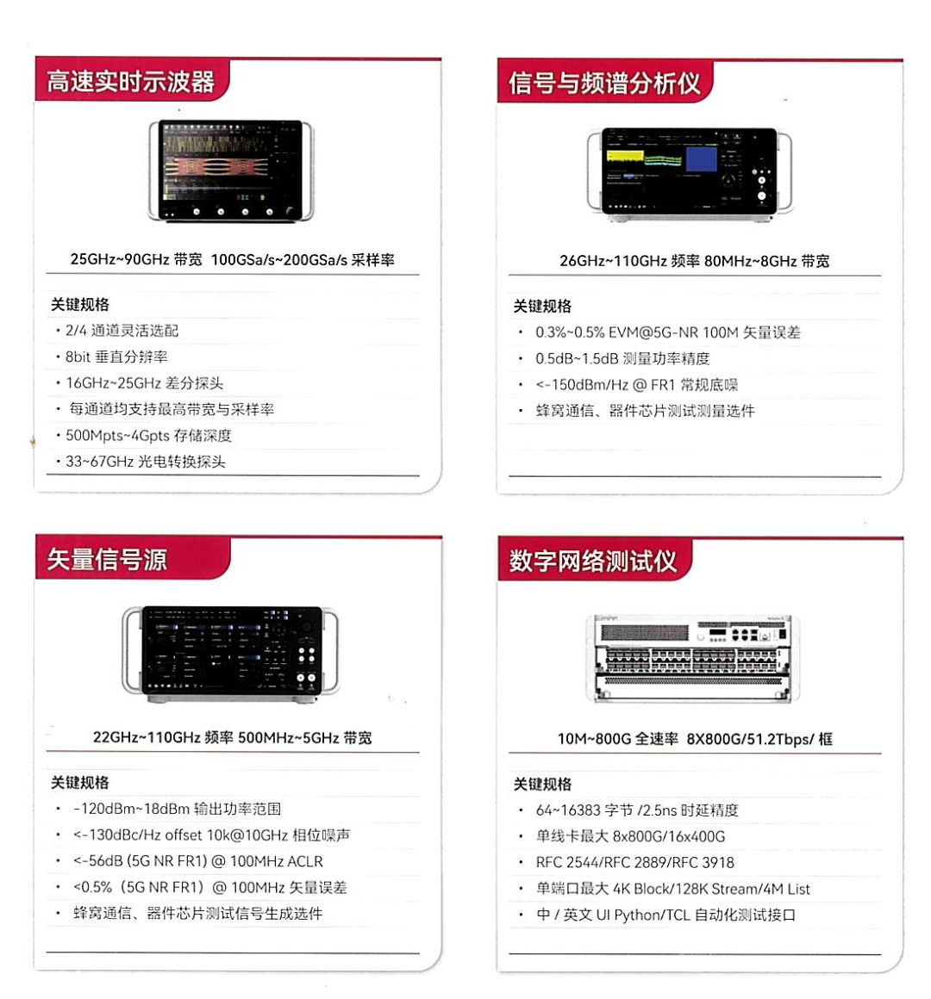 高速实时示波器
25GHz~90GHz 带宽 100GSa/s~200GSa/s 采样率
关键规格
·2/4 通道灵活选配
·8bit 垂直分辨率
·16GHz~25GHz 差分探头
· 每通道均支持最高带宽与采样率
·500Mpts~4Gpts 存储深度
·33~67GHz 光电转换探头
信号与频谱分析仪
26GHz~110GHz 频率 80MHz~8GHz 带宽
关键规格
· 0.3%~0.5% EVM@5G-NR 100M 矢量误差
· 0.5dB~1.5dB 测量功率精度
· <-150dBm/Hz @ FR1 常规底噪
· 蜂窝通信、器件芯片测试测量选件
矢量信号源
22GHz~110GHz 频率 500MHz~5GHz 带宽
关键规格
· -120dBm~18dBm 输出功率范围
· <-130dBc/Hz offset 10k@10GHz 相位噪声
· <-56dB (5G NR FR1) @ 100MHz ACLR
· <0.5%（5G NR FR1）@ 100MHz 矢量误差
· 蜂窝通信、器件芯片测试信号生成选件
数字网络测试仪
10M~800G 全速率 8X800G/51.2Tbps/ 框
关键规格
· 64~16383 字节 /2.5ns 时延精度
· 单线卡最大 8x800G/16x400G
· RFC 2544/RFC 2889/RFC 3918
· 单端口最大 4K Block/128K Stream/4M List
· 中 / 英文 UI Python/TCL 自动化测试接口